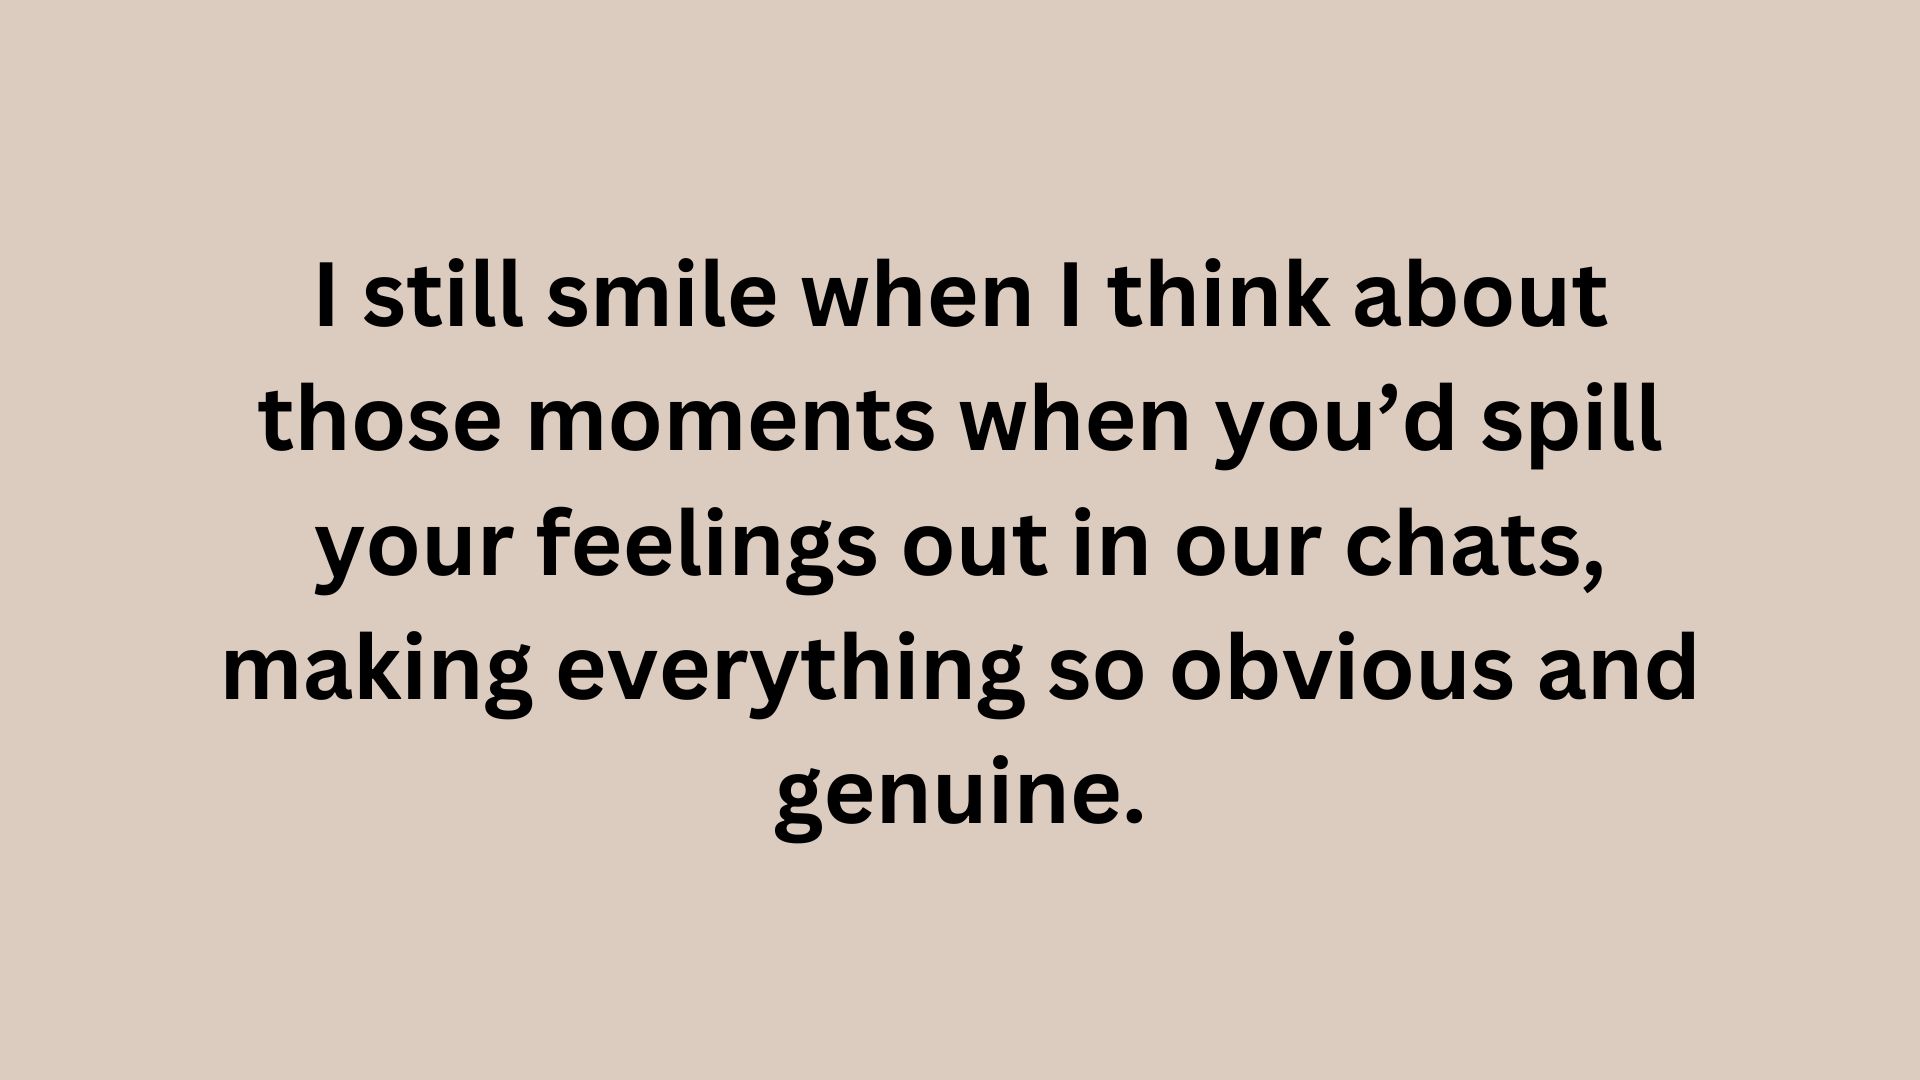 I still smile when I think about
those moments when you’d spill
your feelings out in our chats,
making everything so obvious and
genuine.